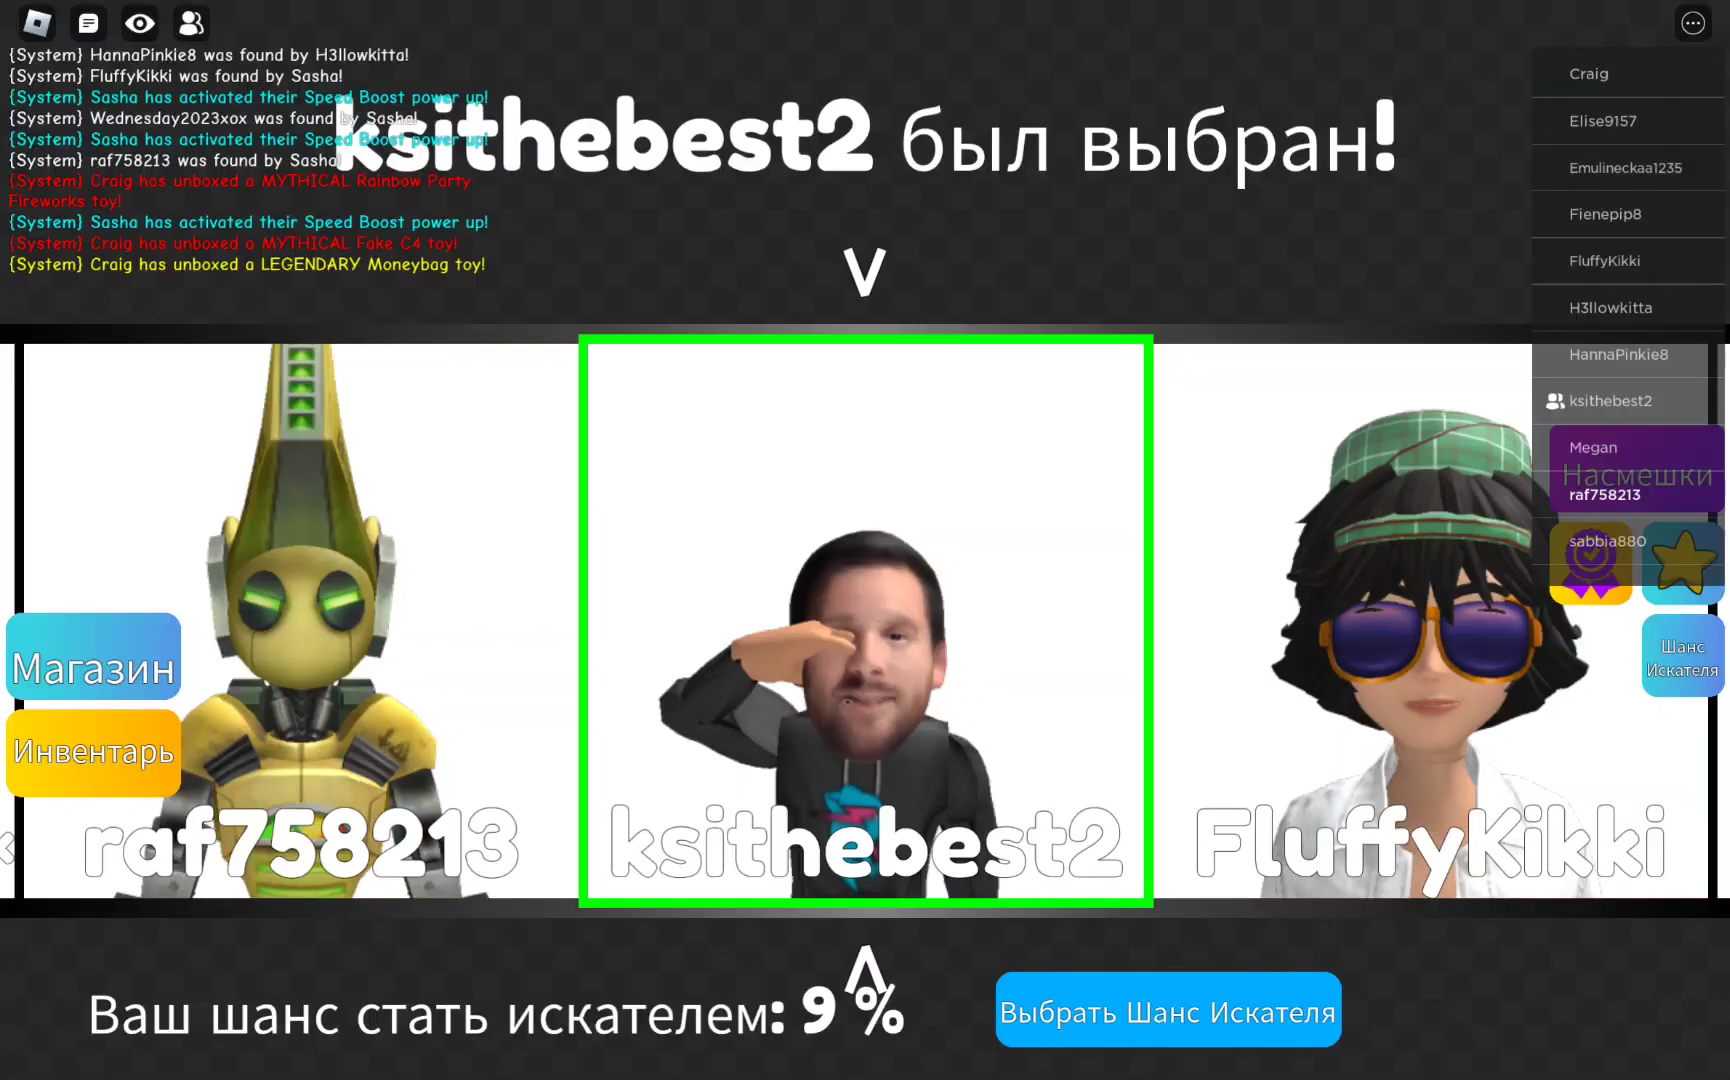 {System} HannaPinkie8 was found by H3llowkitta!
{System} FluffyKikki was found by Sasha!
{System} Sasha has activated their Speed Boost power up!
{System} Wednesday2023xox was found by Sasha!
{System} Sasha has activated their Speed Boost power up!
{System} raf758213 was found by Sasha!
{System} Craig has unboxed a MYTHICAL Rainbow Party
Fireworks toy!
{System} Sasha has activated their Speed Boost power up!
{System} Craig has unboxed a MYTHICAL Fake C4 toy!
{System} Craig has unboxed a LEGENDARY Moneybag toy!
ksithebest2 был выбран!
Craig
Elise9157
Emulineckaa1235
Fienepip8
FluffyKikki
H3llowkitta
HannaPinkie8
ksithebest2
Megan
Насмешки
raf758213
sabbia880
Шанс
Искателя
Магазин
Инвентарь
raf758213
ksithebest2
FluffyKikki
Ваш шанс стать искателем: 9%
Выбрать Шанс Искателя